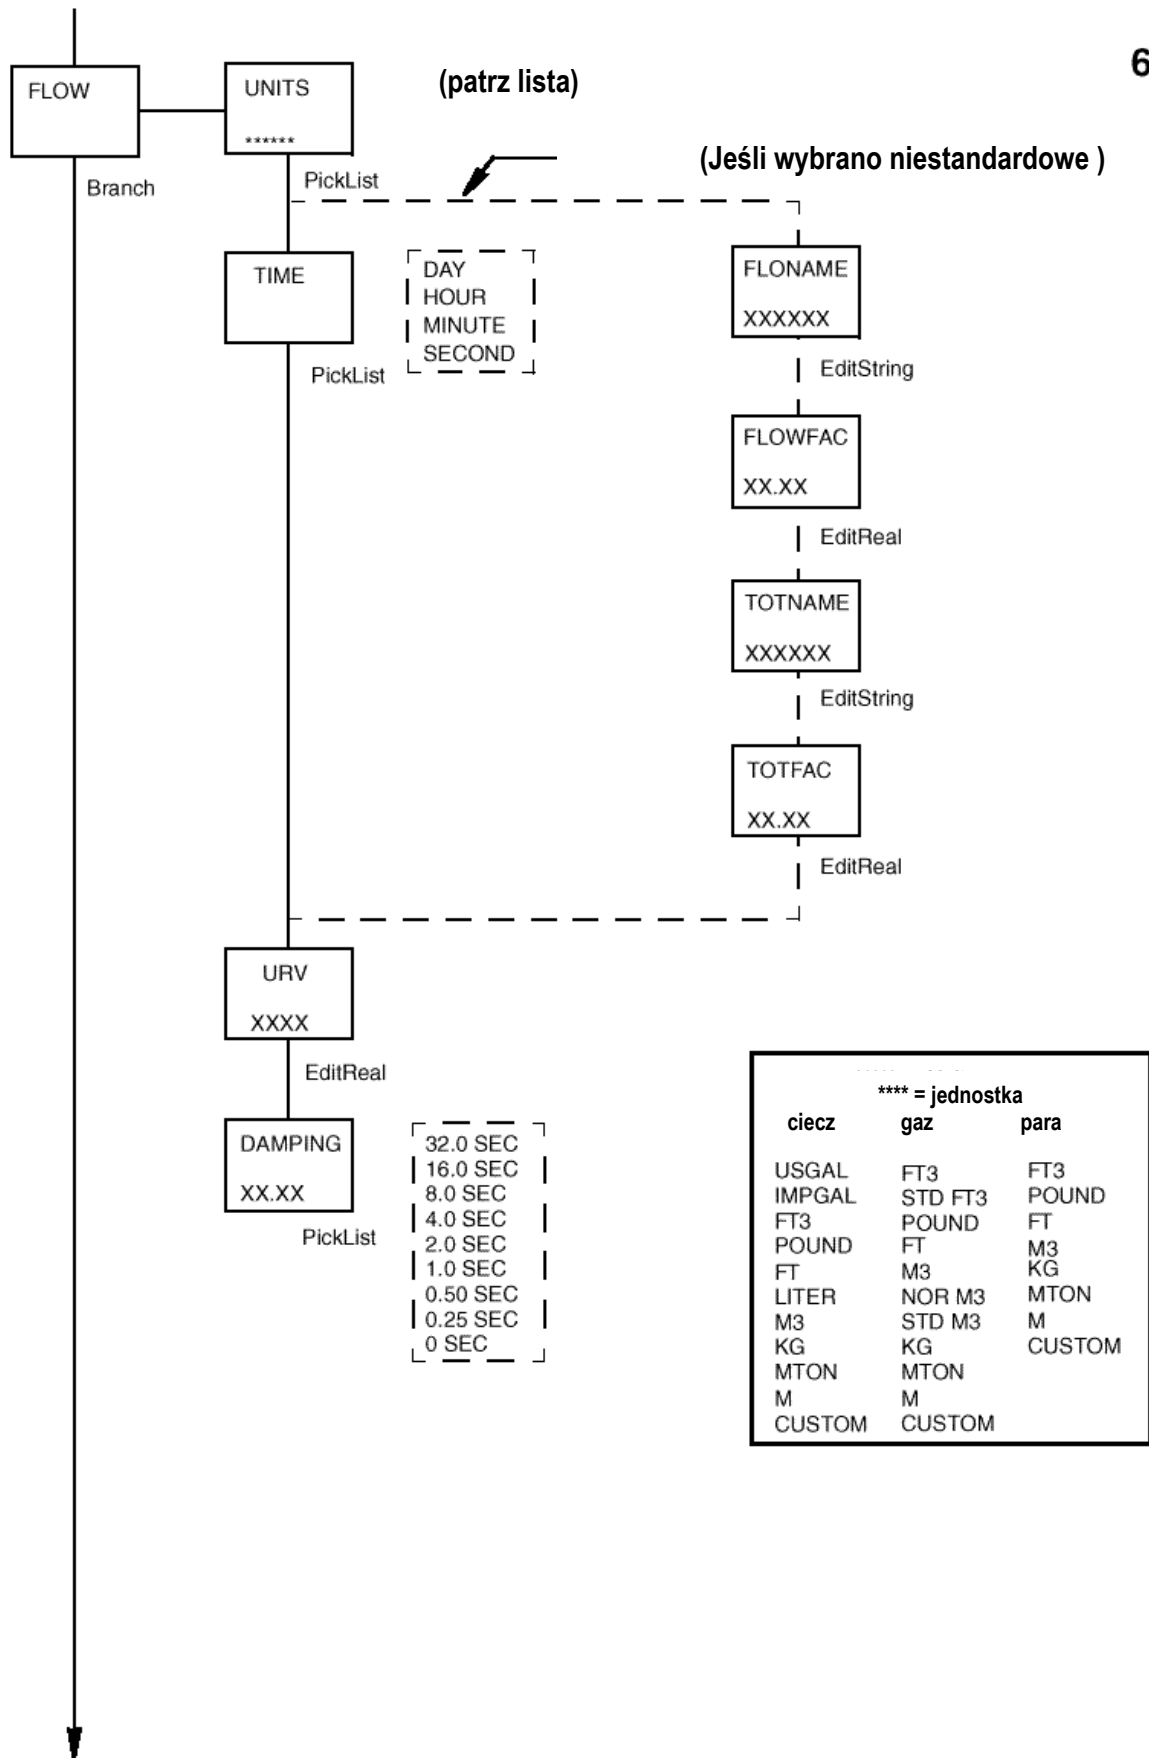 6
FLOW
Branch
UNITS
******
PickList
(patrz lista)
(Jeśli wybrano niestandardowe )
TIME
PickList
DAY
HOUR
MINUTE
SECOND
FLONAME
XXXXXX
EditString
FLOWFAC
XX.XX
EditReal
TOTNAME
XXXXXX
EditString
TOTFAC
XX.XX
EditReal
URV
XXXX
EditReal
DAMPING
XX.XX
PickList
32.0 SEC
16.0 SEC
8.0 SEC
4.0 SEC
2.0 SEC
1.0 SEC
0.50 SEC
0.25 SEC
0 SEC
**** = jednostka
ciecz
USGAL
IMPGAL
FT3
POUND
FT
LITER
M3
KG
MTON
M
CUSTOM
gaz
FT3
STD FT3
POUND
FT
M3
NOR M3
STD M3
KG
MTON
M
CUSTOM
para
FT3
POUND
FT
M3
KG
MTON
M
CUSTOM